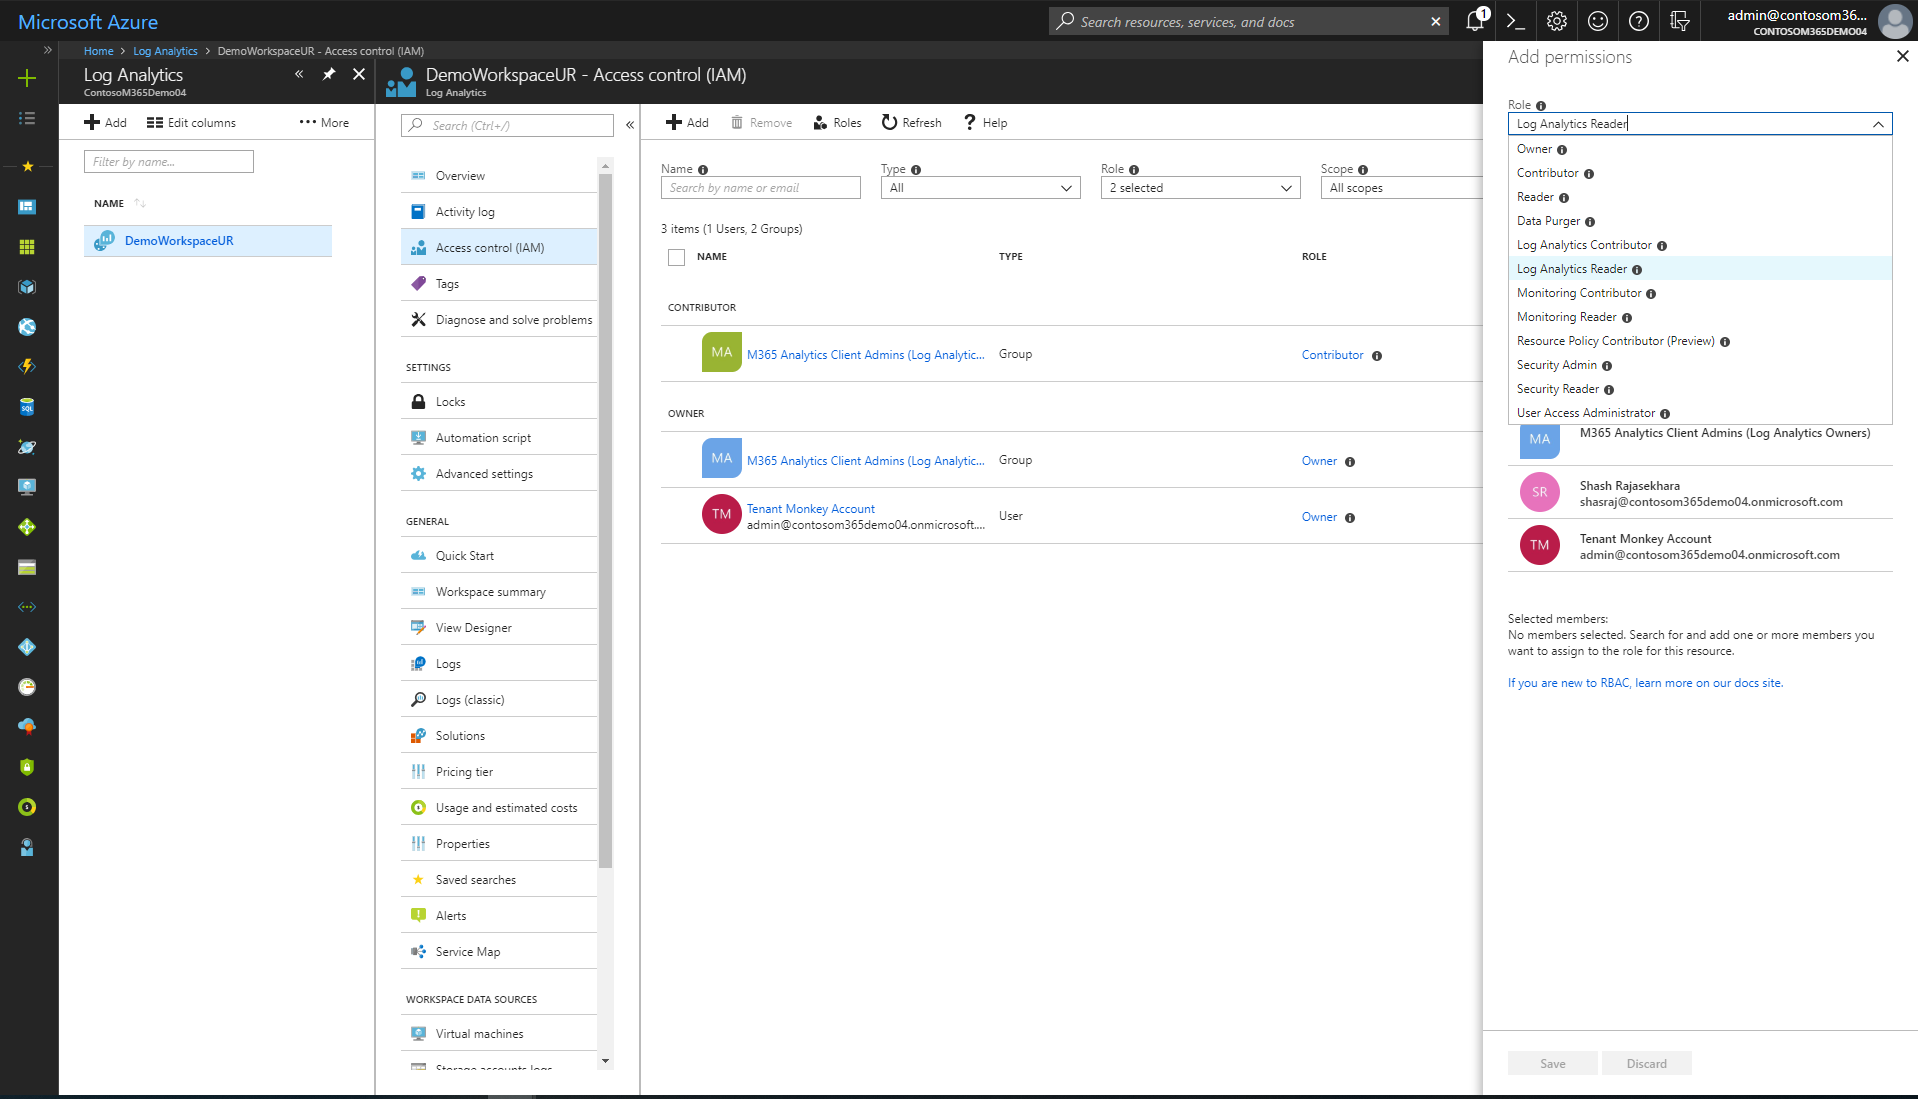 Microsoft Azure
Search resources, services, and docs
1
admin@contosom36...
CONTOSOM365DEMO04
Home > Log Analytics > DemoWorkspaceUR - Access control (IAM)
Log Analytics
ContosoM365Demo04
Add
Edit columns
More
Filter by name...
NAME
DemoWorkspaceUR
DemoWorkspaceUR - Access control (IAM)
Log Analytics
Search (Ctrl+/)
Overview
Activity log
Access control (IAM)
Tags
Diagnose and solve problems
SETTINGS
Locks
Automation script
Advanced settings
GENERAL
Quick Start
Workspace summary
View Designer
Logs
Logs (classic)
Solutions
Pricing tier
Usage and estimated costs
Properties
Saved searches
Alerts
Service Map
WORKSPACE DATA SOURCES
Virtual machines
Storage accounts logs
Add
Remove
Roles
Refresh
Help
Name
Type
Role
Scope
Search by name or email
All
2 selected
All scopes
3 items (1 Users, 2 Groups)
NAME
TYPE
ROLE
CONTRIBUTOR
MA
M365 Analytics Client Admins (Log Analytic...
Group
Contributor
OWNER
MA
M365 Analytics Client Admins (Log Analytic...
Group
Owner
TM
Tenant Monkey Account
admin@contosom365demo04.onmicrosoft....
User
Owner
Add permissions
Role
Log Analytics Reader
Owner
Contributor
Reader
Data Purger
Log Analytics Contributor
Log Analytics Reader
Monitoring Contributor
Monitoring Reader
Resource Policy Contributor (Preview)
Security Admin
Security Reader
User Access Administrator
MA
M365 Analytics Client Admins (Log Analytics Owners)
SR
Shash Rajasekhara
shasraj@contosom365demo04.onmicrosoft.com
TM
Tenant Monkey Account
admin@contosom365demo04.onmicrosoft.com
Selected members:
No members selected. Search for and add one or more members you
want to assign to the role for this resource.
If you are new to RBAC, learn more on our docs site.
Save
Discard